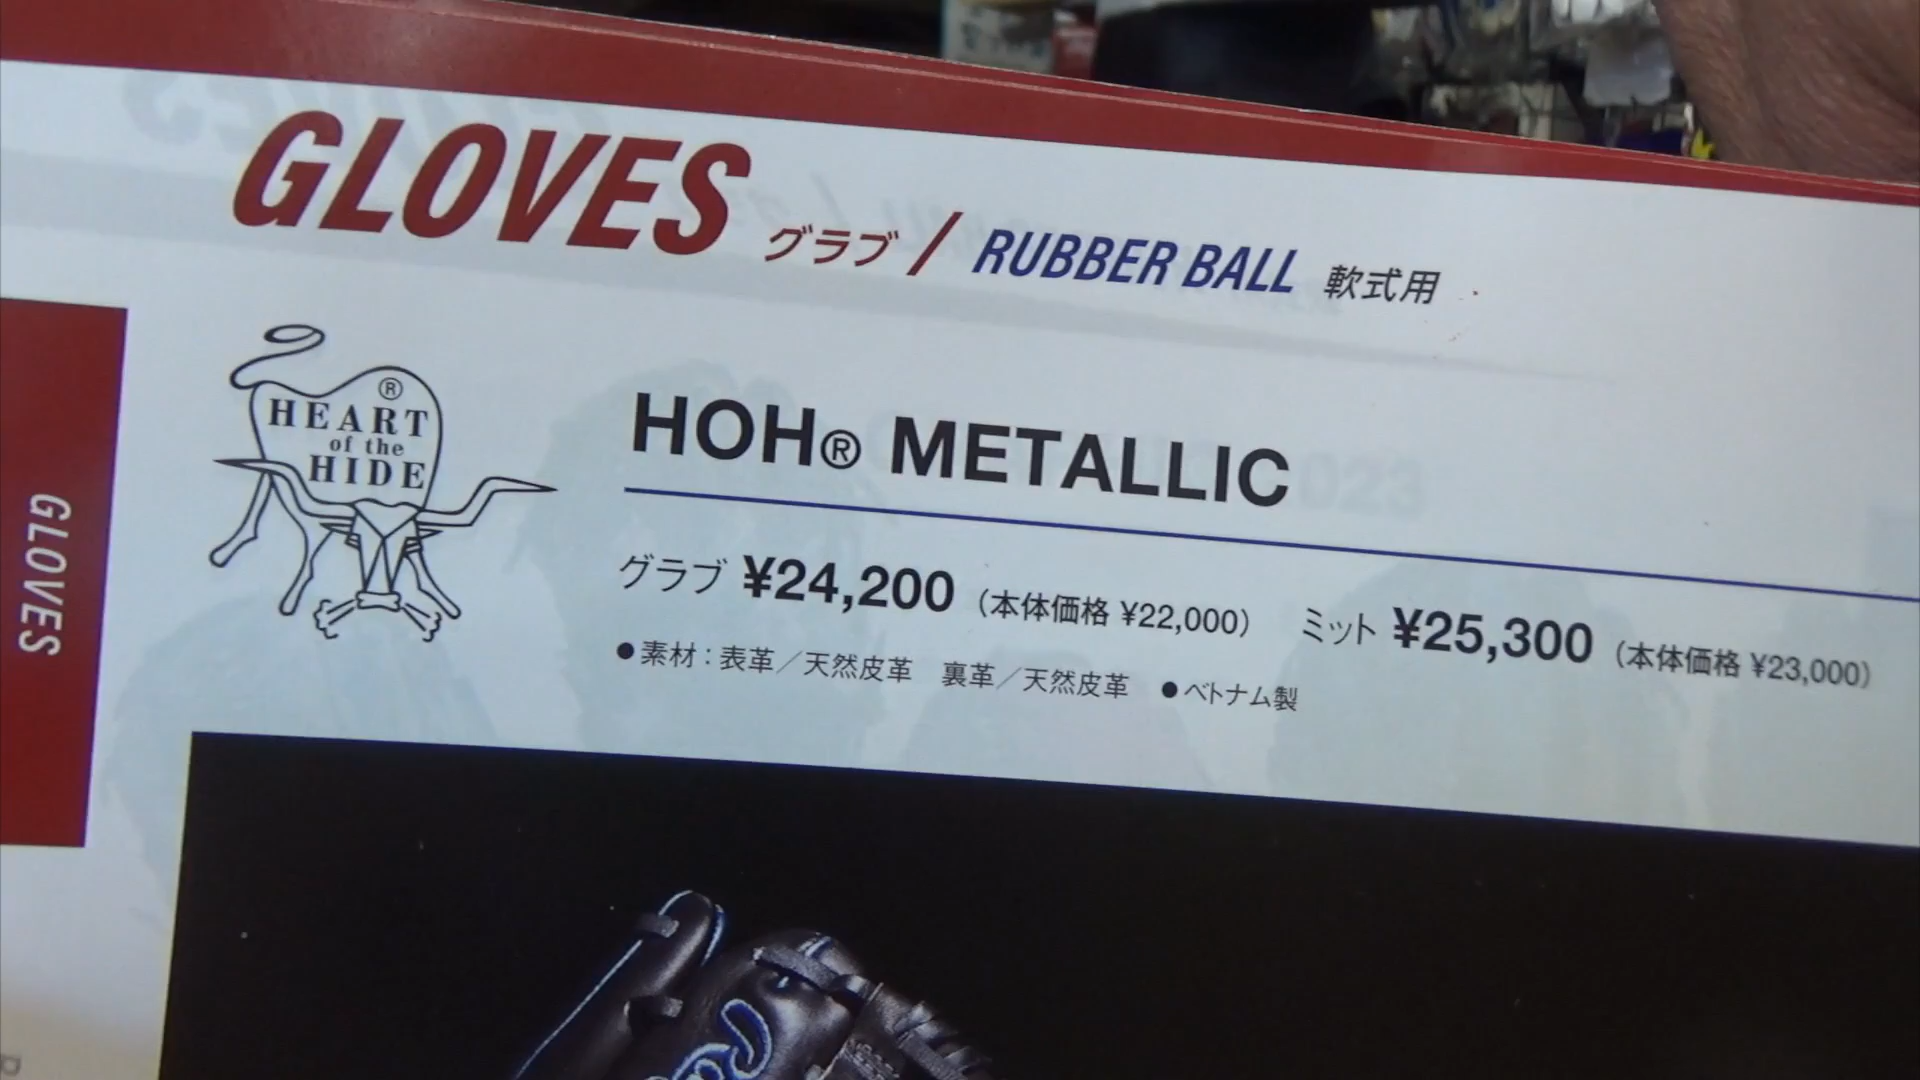 GLOVES グラブ / RUBBER BALL 軟式用
®
HEART
of the
HIDE
HOH® METALLIC
グラブ ¥24,200 (本体価格 ¥22,000) ミット ¥25,300 (本体価格 ¥23,000)
●素材:表革/天然皮革 裏革/天然皮革 ●ベトナム製
GLOVES